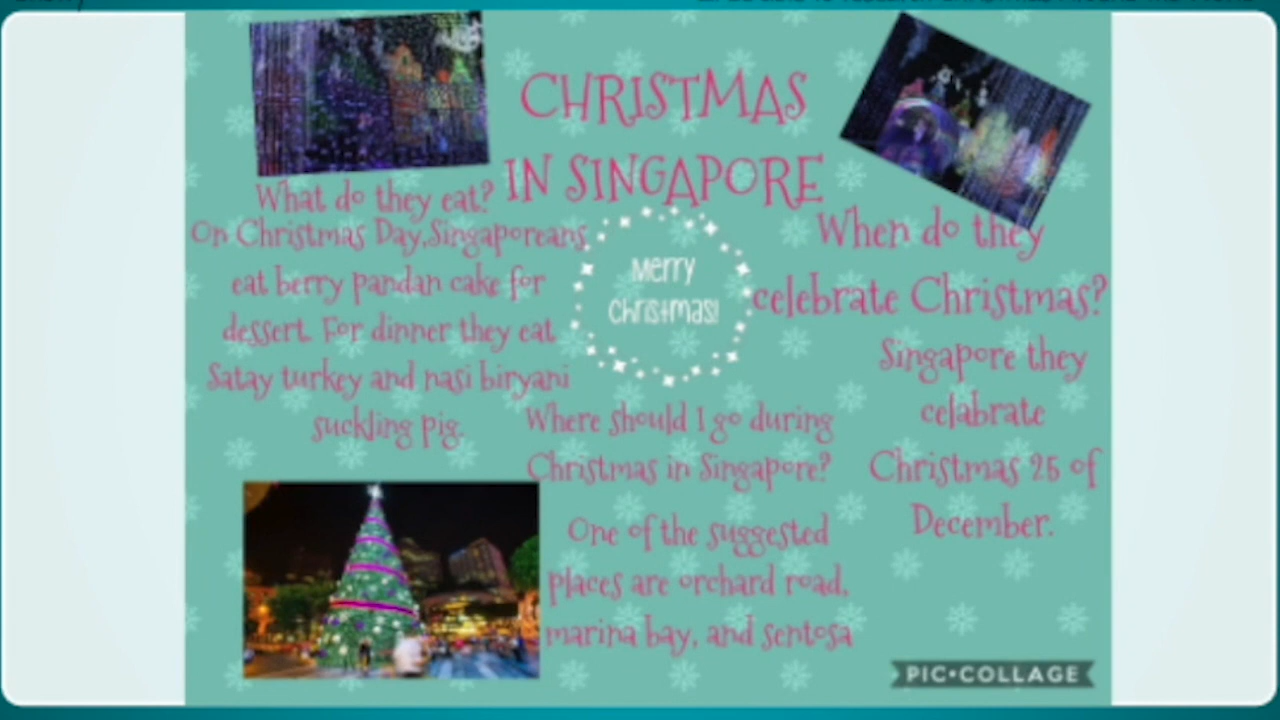 CHRISTMAS
IN SINGAPORE
What do they eat?
On Christmas Day,Singaporeans
eat berry pandan cake for
dessert. For dinner they eat
Satay turkey and nasi biryani
suckling pig.
Merry
Christmas!
When do they
celebrate Christmas?
Singapore they
celabrate
Christmas 25 of
December.
Where should I go during
Christmas in Singapore?
One of the suggested
places are orchard road,
marina bay, and sentosa
PIC•COLLAGE